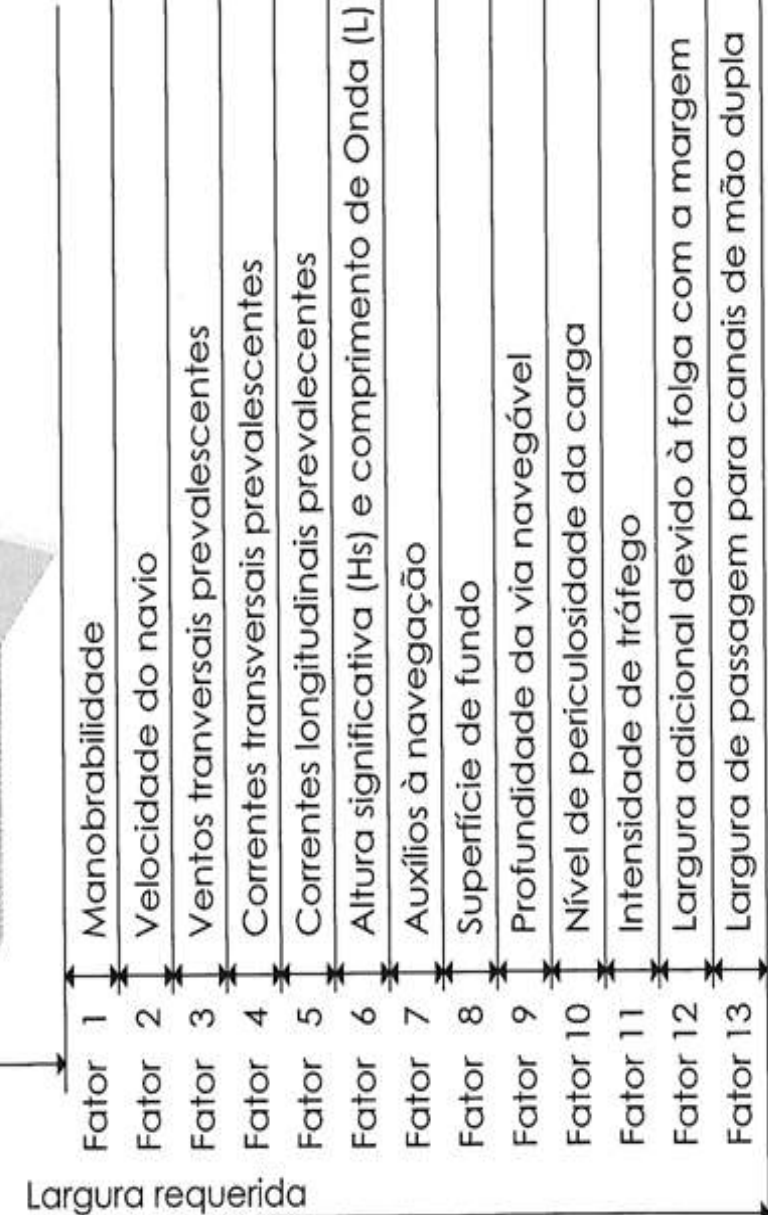 Fator 1 Manobrabilidade
Fator 2 Velocidade do navio
Fator 3 Ventos tranversais prevalescentes
Fator 4 Correntes transversais prevalescentes
Fator 5 Correntes longitudinais prevalecentes
Fator 6 Altura significativa (Hs) e comprimento de Onda (L)
Fator 7 Auxílios à navegação
Fator 8 Superfície de fundo
Fator 9 Profundidade da via navegável
Fator 10 Nível de periculosidade da carga
Fator 11 Intensidade de tráfego
Fator 12 Largura adicional devido à folga com a margem
Fator 13 Largura de passagem para canais de mão dupla
Largura requerida